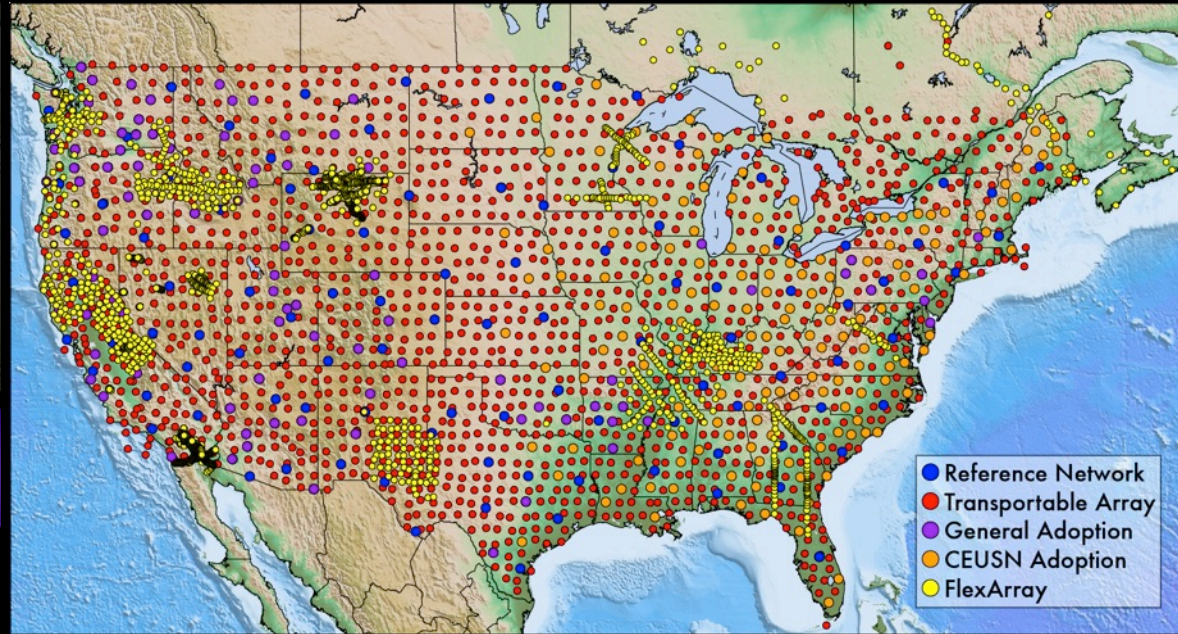 Reference Network
Transportable Array
General Adoption
CEUSN Adoption
FlexArray